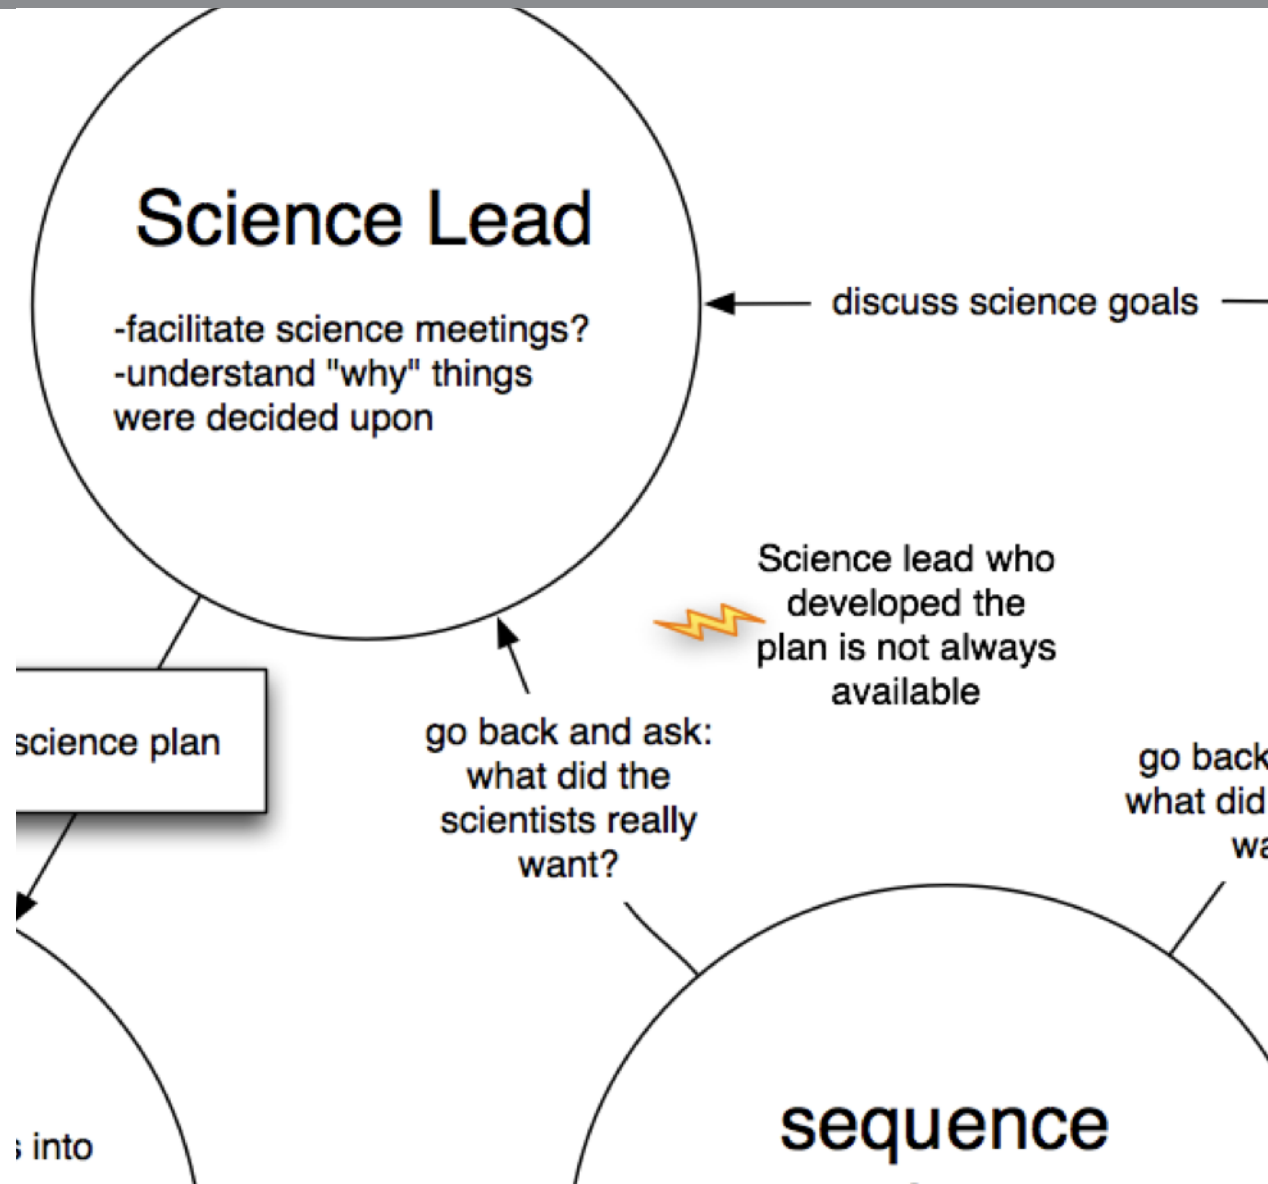 Science Lead
-facilitate science meetings?
-understand "why" things
were decided upon
discuss science goals
Science lead who
developed the
plan is not always
available
science plan
go back and ask:
what did the
scientists really
want?
go back
what did
sequence
into